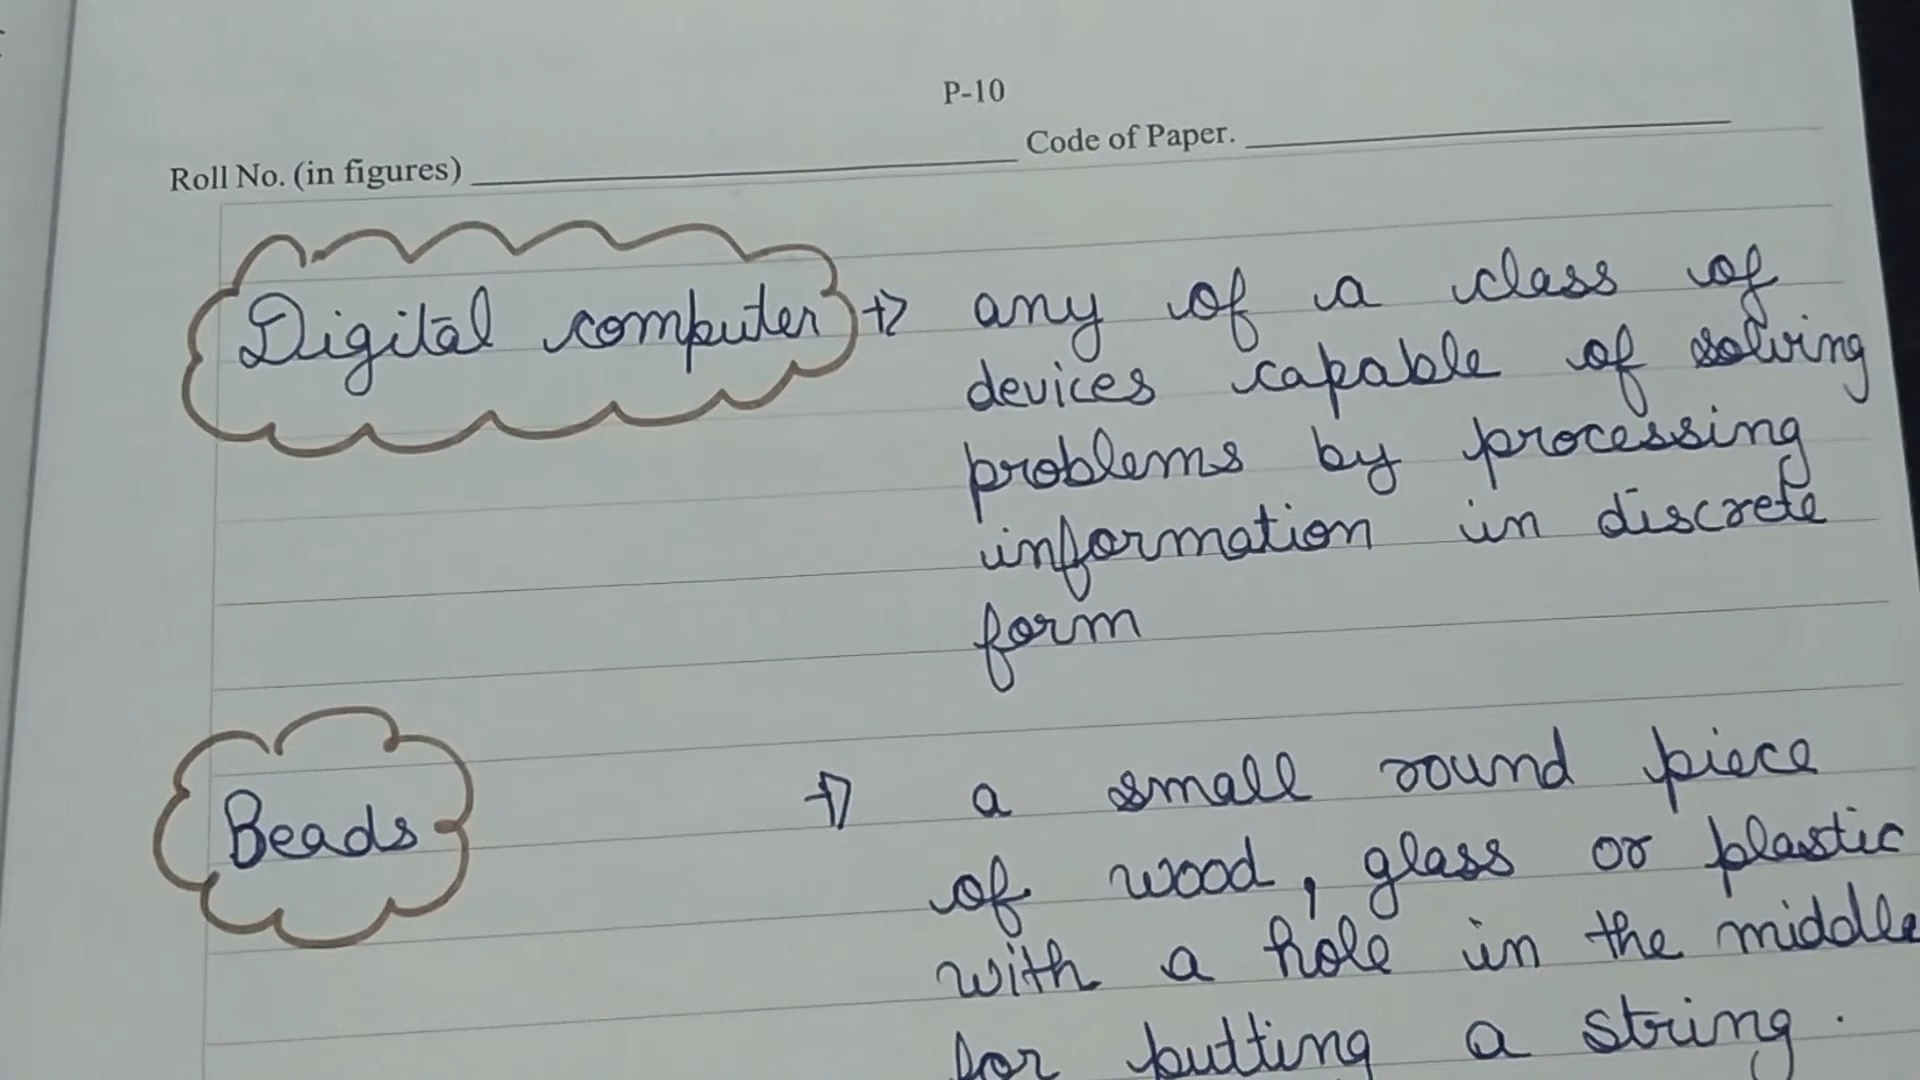 P-10
Roll No. (in figures) Code of Paper.
Digital computer → any of a class of
devices capable of solving
problems by processing
information in discrete
form
Beads → a small round piece
of wood, glass or plastic
with a hole in the middle
for putting a string.